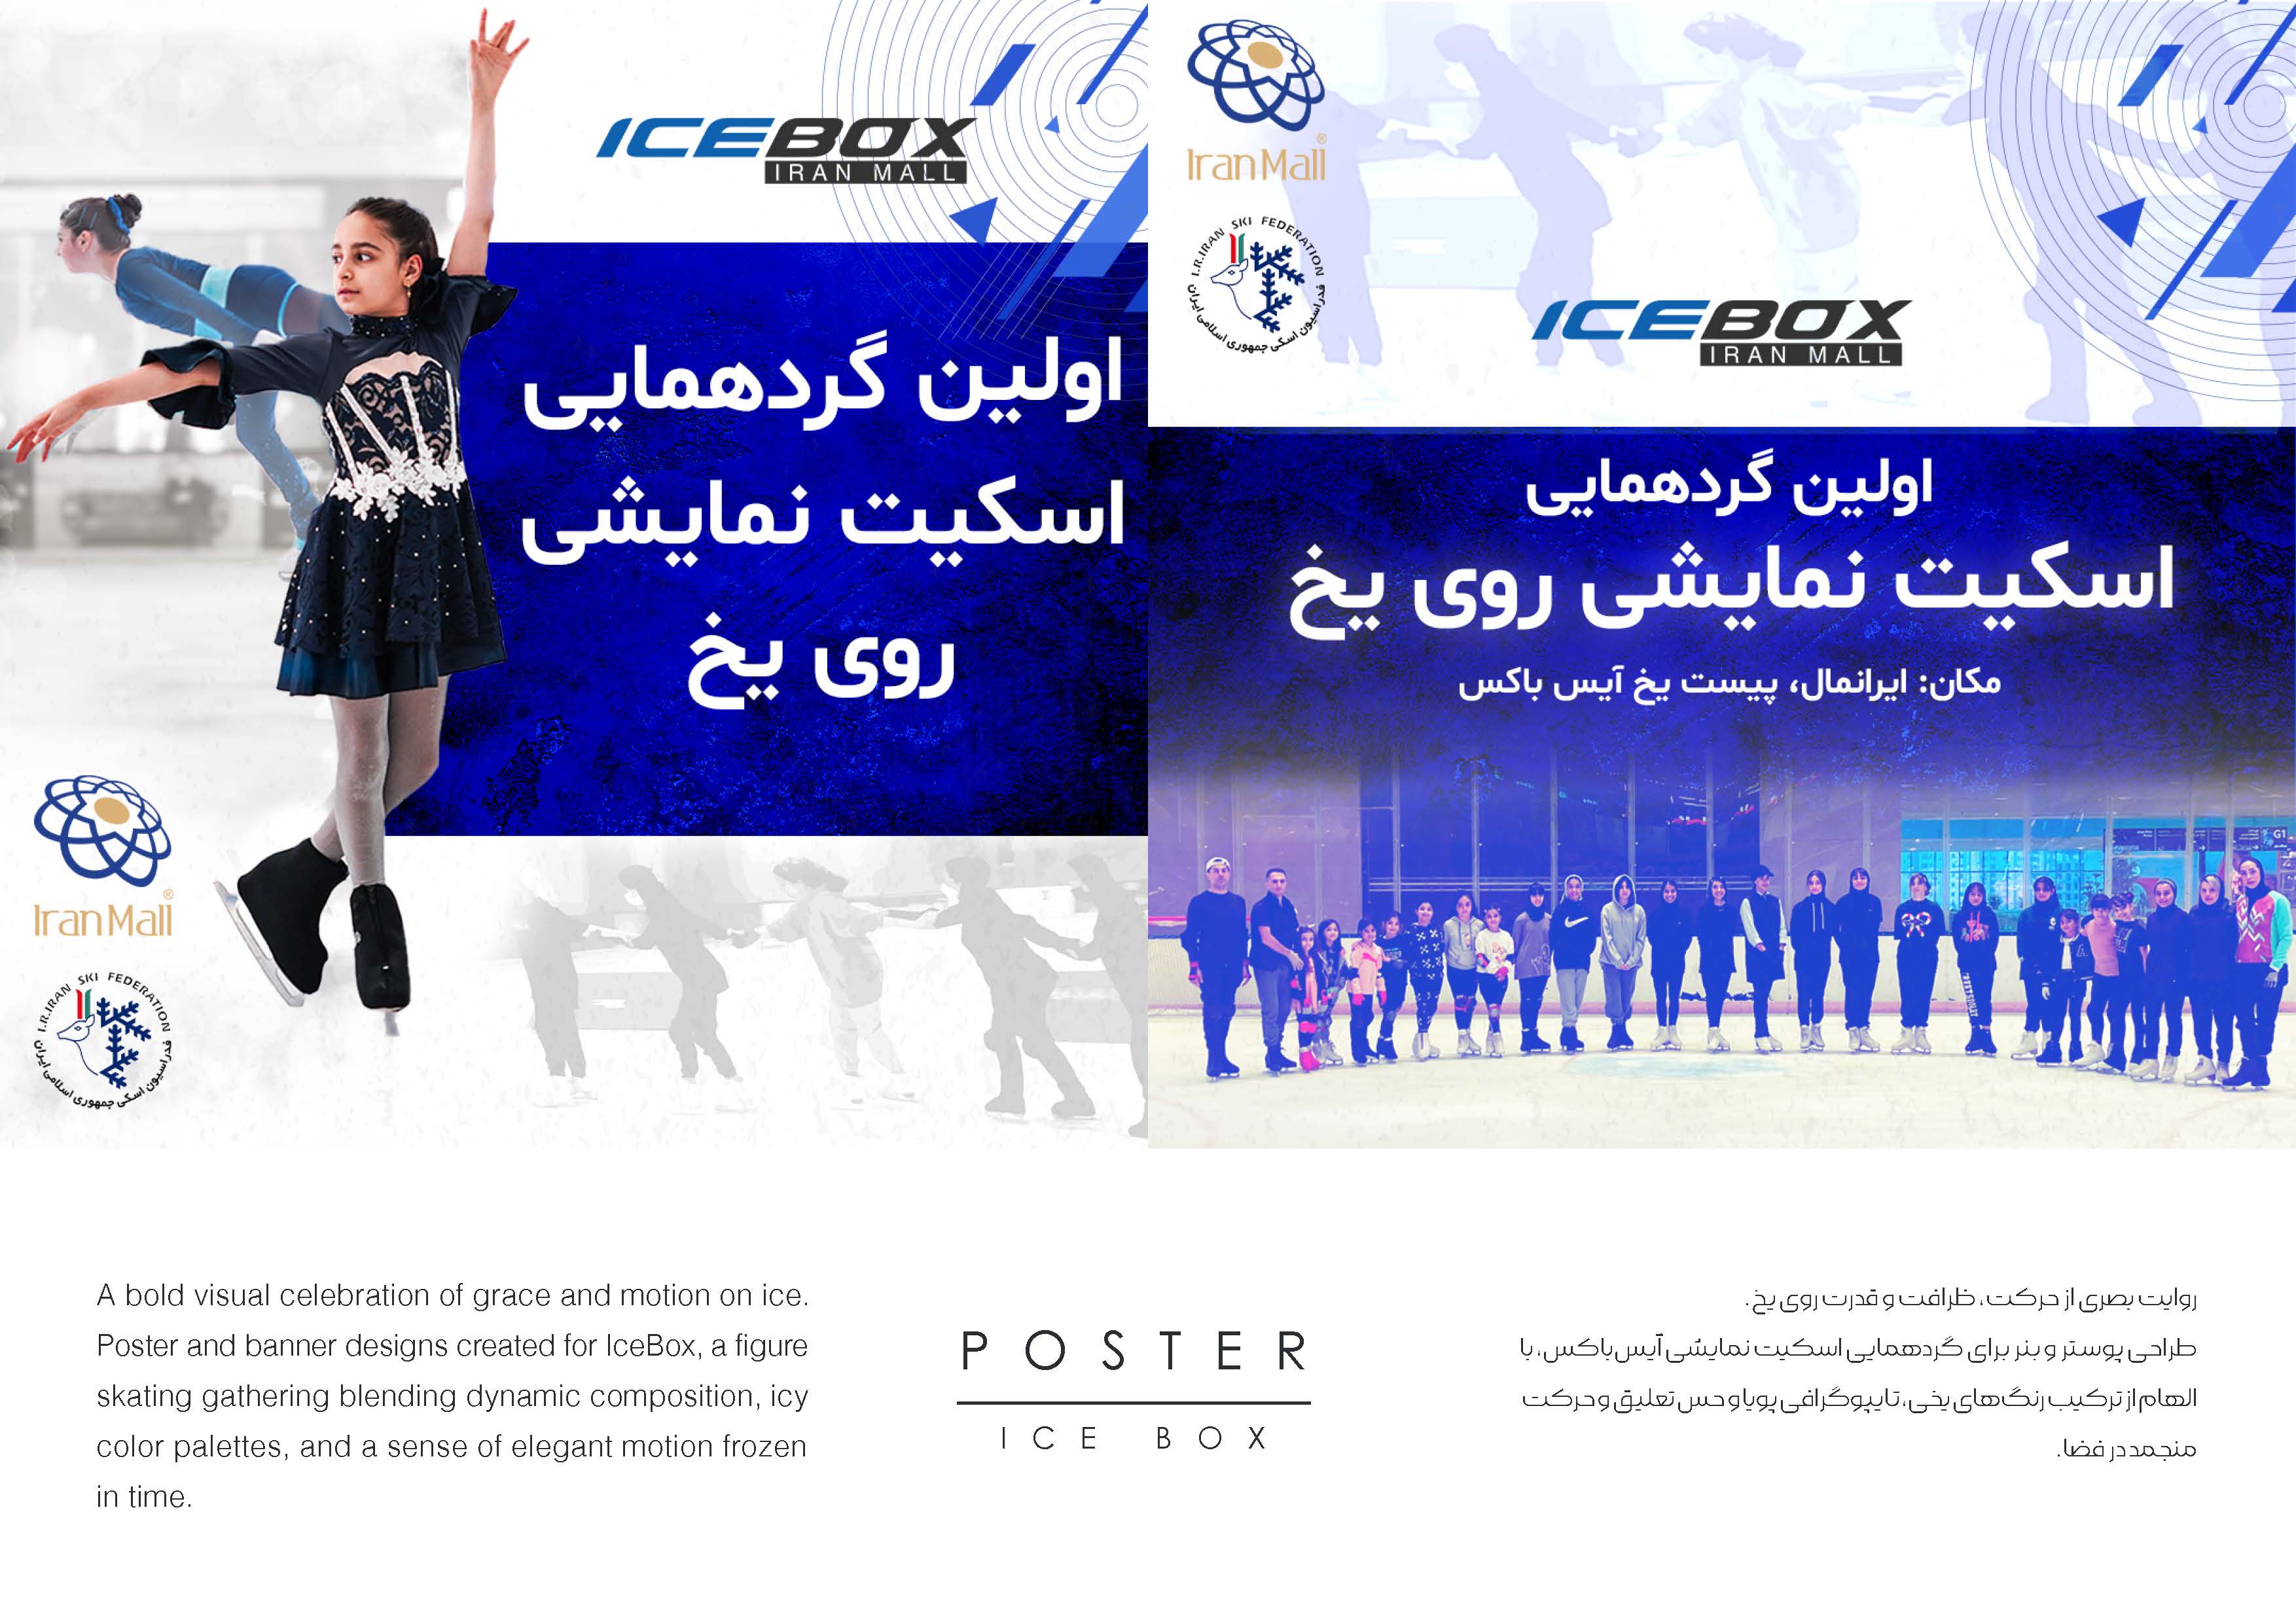 ICEBOX
IRAN MALL
اولین گردهمایی
اسکیت نمایشی
روی یخ
IranMall
I.R.IRAN SKI FEDERATION
فدراسیون اسکی جمهوری اسلامی ایران
IranMall
I.R.IRAN SKI FEDERATION
فدراسیون اسکی جمهوری اسلامی ایران
ICEBOX
IRAN MALL
اولین گردهمایی
اسکیت نمایشی روی یخ
مکان: ایرانمال، پیست یخ آیس باکس
G1
A bold visual celebration of grace and motion on ice.
Poster and banner designs created for IceBox, a figure
skating gathering blending dynamic composition, icy
color palettes, and a sense of elegant motion frozen
in time.
POSTER
ICE BOX
روایت بصری از حرکت، ظرافت و قدرت روی یخ.
طراحی پوستر و بنر برای گردهمایی اسکیت نمایشی آیس‌باکس، با
الهام از ترکیب رنگ‌های یخی، تایپوگرافی پویا و حس تعلیق و حرکت
منجمد در فضا.